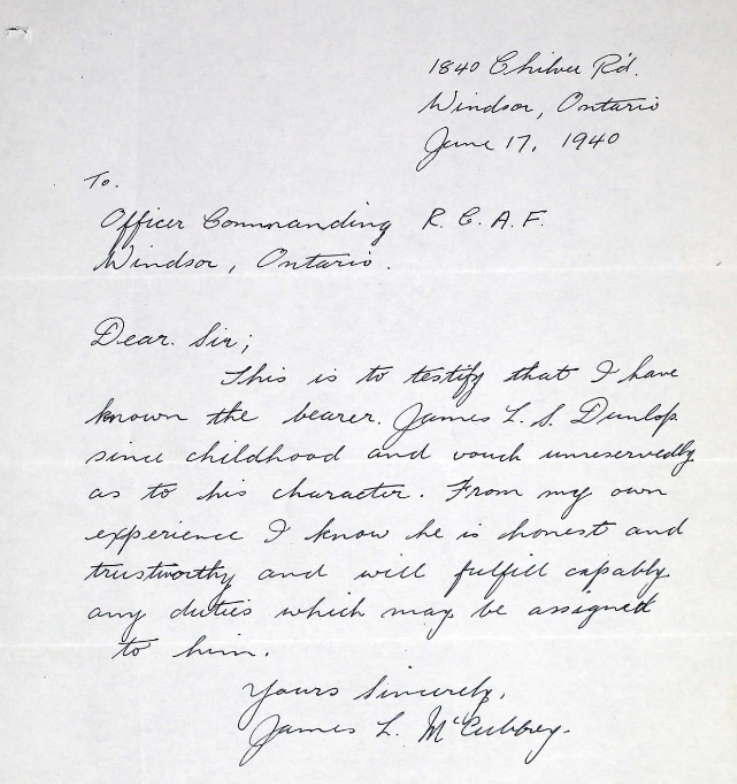 1840 Chilver Rd.
Windsor, Ontario
June 17, 1940
To.
Officer Commanding R. C. A. F.
Windsor, Ontario.
Dear. Sir;
This is to testify that I have
known the bearer. James L. S. Dunlop
since childhood and vouch unreservedly
as to his character. From my own
experience I know he is honest and
trustworthy and will fulfill capably
any duties which may be assigned
to him.
Yours Sincerely,
James L. McCubbrey.